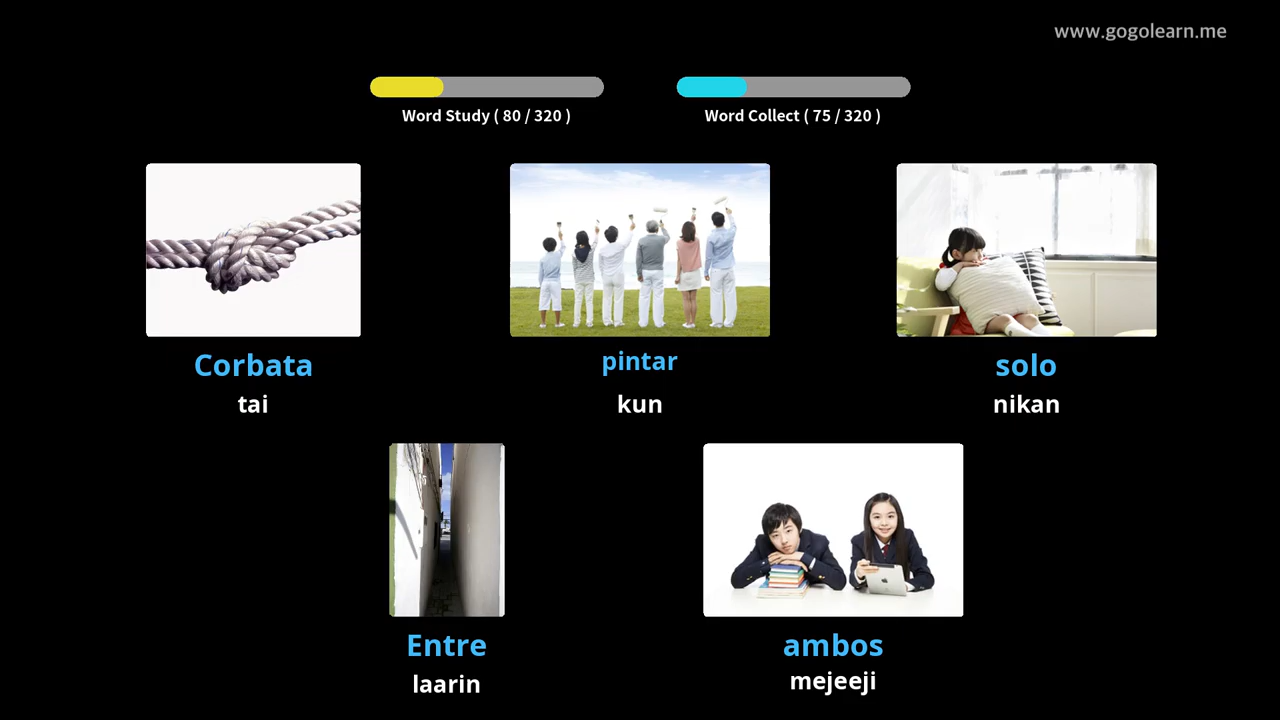 www.gogolearn.me
Word Study ( 80 / 320 )
Word Collect ( 75 / 320 )
Corbata
tai
pintar
kun
solo
nikan
Entre
laarin
ambos
mejeeji